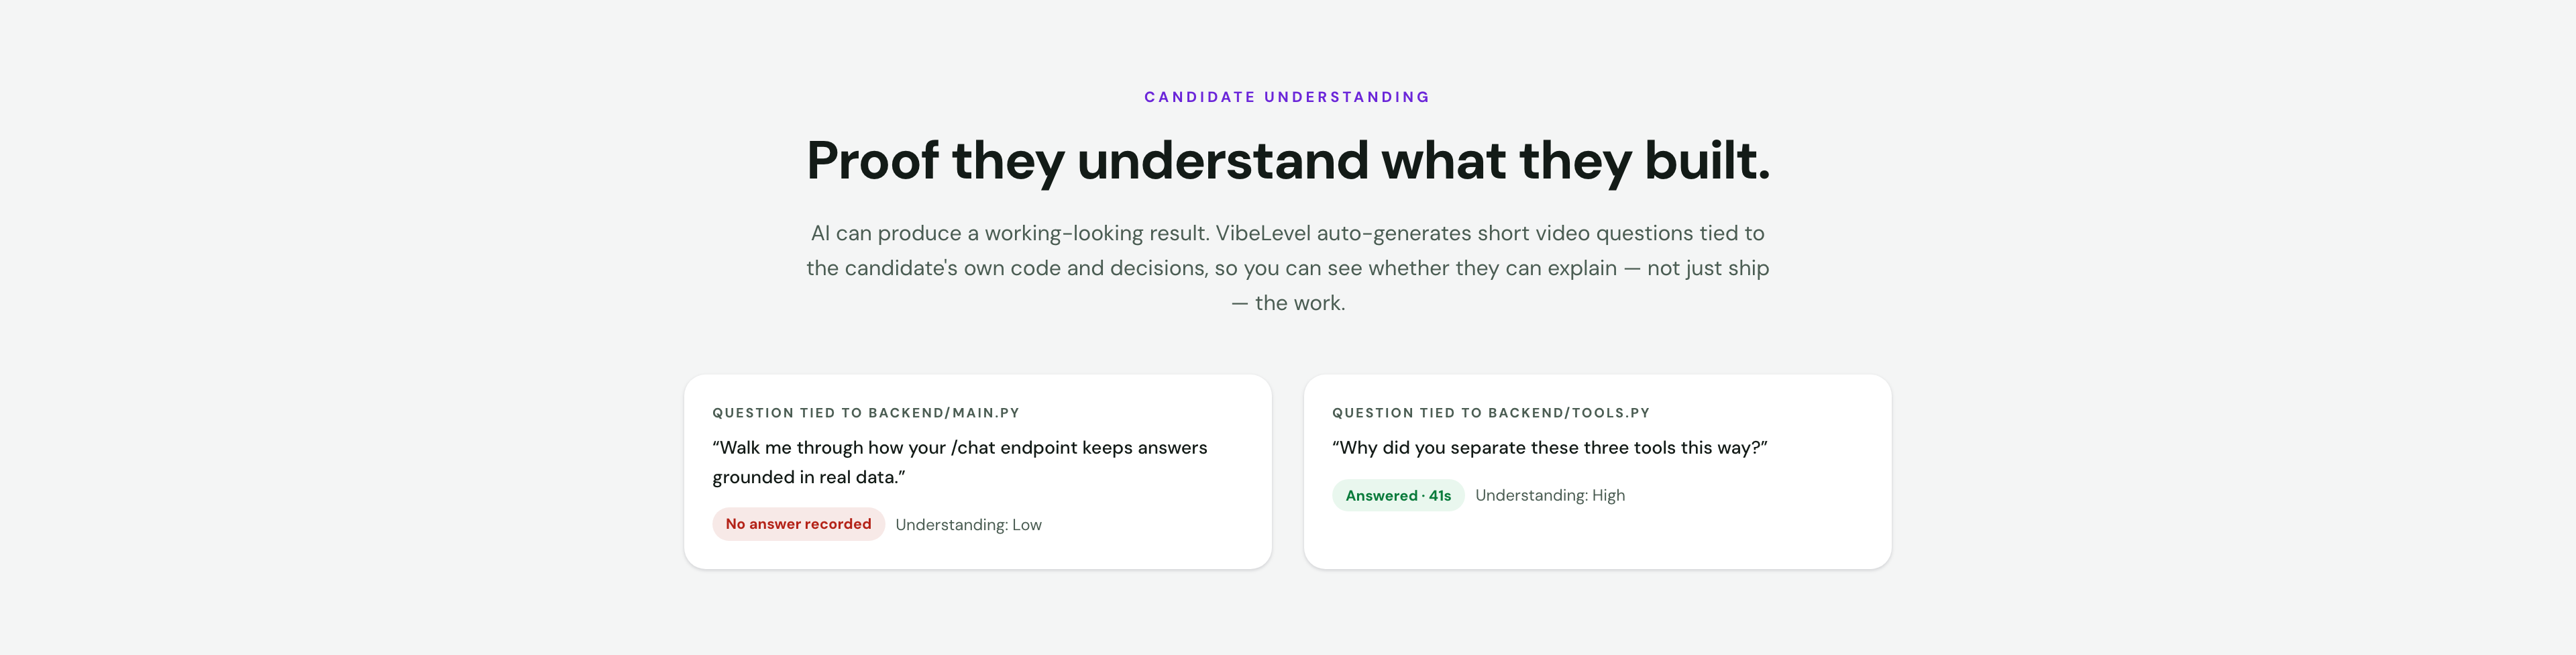 CANDIDATE UNDERSTANDING
Proof they understand what they built.
AI can produce a working-looking result. VibeLevel auto-generates short video questions tied to
the candidate's own code and decisions, so you can see whether they can explain — not just ship
— the work.
QUESTION TIED TO BACKEND/MAIN.PY
“Walk me through how your /chat endpoint keeps answers
grounded in real data.”
No answer recorded Understanding: Low
QUESTION TIED TO BACKEND/TOOLS.PY
“Why did you separate these three tools this way?”
Answered · 41s Understanding: High